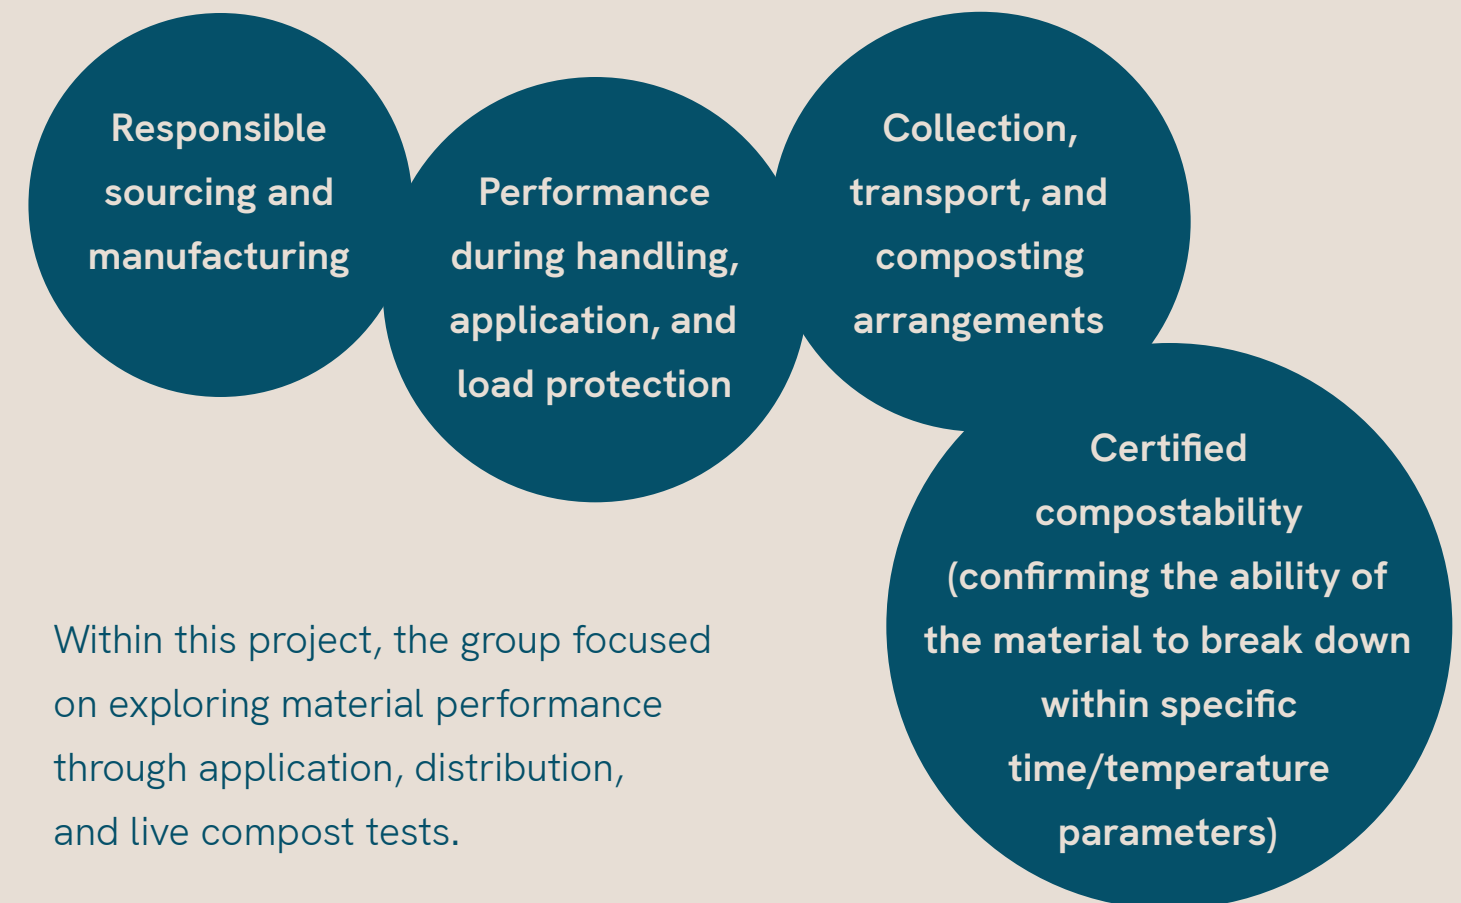 Responsible
sourcing and
manufacturing
Performance
during handling,
application, and
load protection
Collection,
transport, and
composting
arrangements
Certified
compostability
(confirming the ability of
the material to break down
within specific
time/temperature
parameters)
Within this project, the group focused
on exploring material performance
through application, distribution,
and live compost tests.